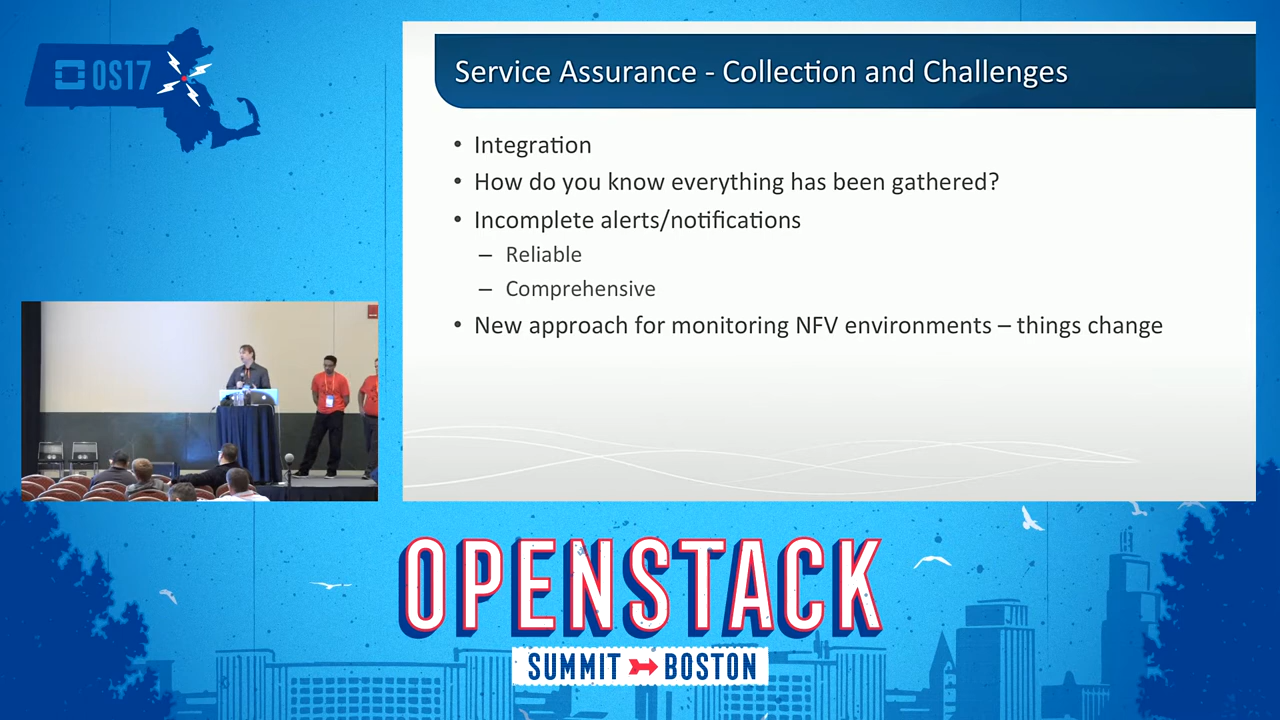 OS17
Service Assurance - Collection and Challenges
• Integration
• How do you know everything has been gathered?
• Incomplete alerts/notifications
– Reliable
– Comprehensive
• New approach for monitoring NFV environments – things change
OPENSTACK
SUMMIT BOSTON